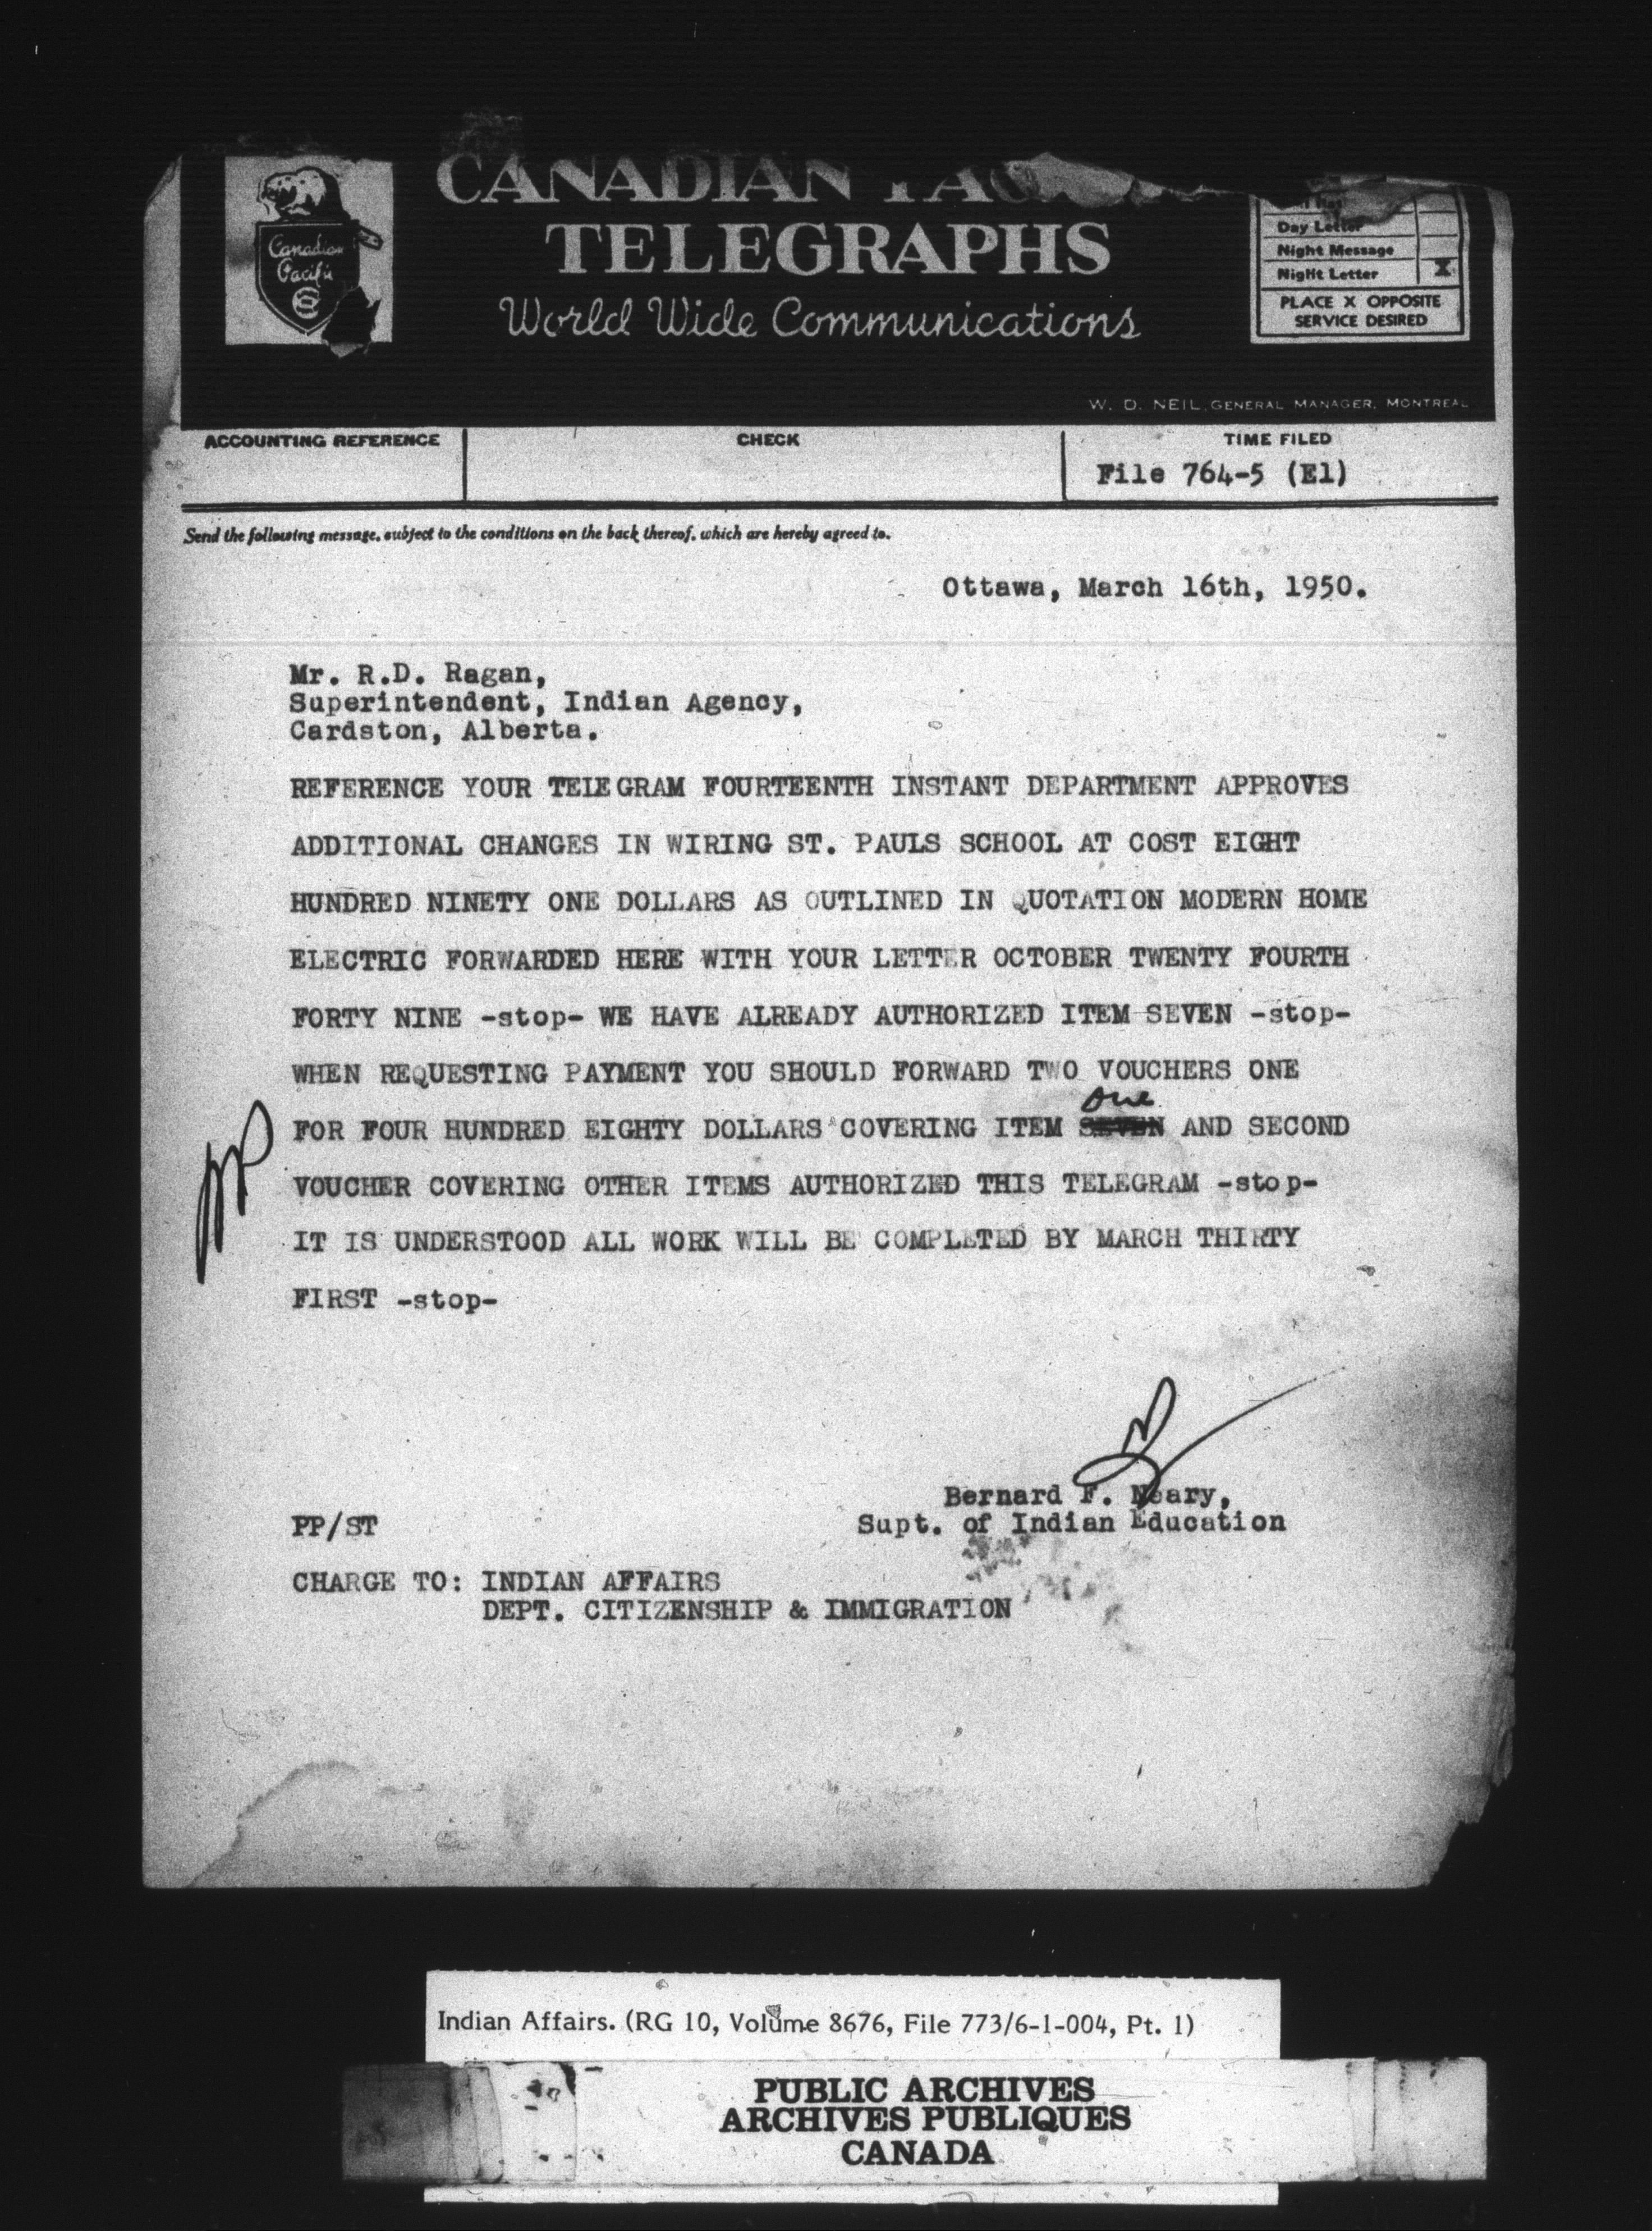 CANADIAN
TELEGRAPHS
World Wide Communications
Canadian
Pacific
Day Letter
Night Message
Night Letter X
PLACE X OPPOSITE
SERVICE DESIRED
W. D. NEIL, GENERAL MANAGER, MONTREAL
ACCOUNTING REFERENCE CHECK TIME FILED
File 764-5 (E1)
Send the following message, subject to the conditions on the back thereof, which are hereby agreed to.
Ottawa, March 16th, 1950.
Mr. R.D. Ragan,
Superintendent, Indian Agency,
Cardston, Alberta.
REFERENCE YOUR TELEGRAM FOURTEENTH INSTANT DEPARTMENT APPROVES
ADDITIONAL CHANGES IN WIRING ST. PAULS SCHOOL AT COST EIGHT
HUNDRED NINETY ONE DOLLARS AS OUTLINED IN QUOTATION MODERN HOME
ELECTRIC FORWARDED HERE WITH YOUR LETTER OCTOBER TWENTY FOURTH
FORTY NINE -stop- WE HAVE ALREADY AUTHORIZED ITEM SEVEN -stop-
WHEN REQUESTING PAYMENT YOU SHOULD FORWARD TWO VOUCHERS ONE
one
FOR FOUR HUNDRED EIGHTY DOLLARS COVERING ITEM SEVEN AND SECOND
VOUCHER COVERING OTHER ITEMS AUTHORIZED THIS TELEGRAM -stop-
IT IS UNDERSTOOD ALL WORK WILL BE COMPLETED BY MARCH THIRTY
FIRST -stop-
Bernard F. Neary,
PP/ST Supt. of Indian Education
CHARGE TO: INDIAN AFFAIRS
DEPT. CITIZENSHIP & IMMIGRATION
Indian Affairs. (RG 10, Volume 8676, File 773/6-1-004, Pt. 1)
PUBLIC ARCHIVES
ARCHIVES PUBLIQUES
CANADA